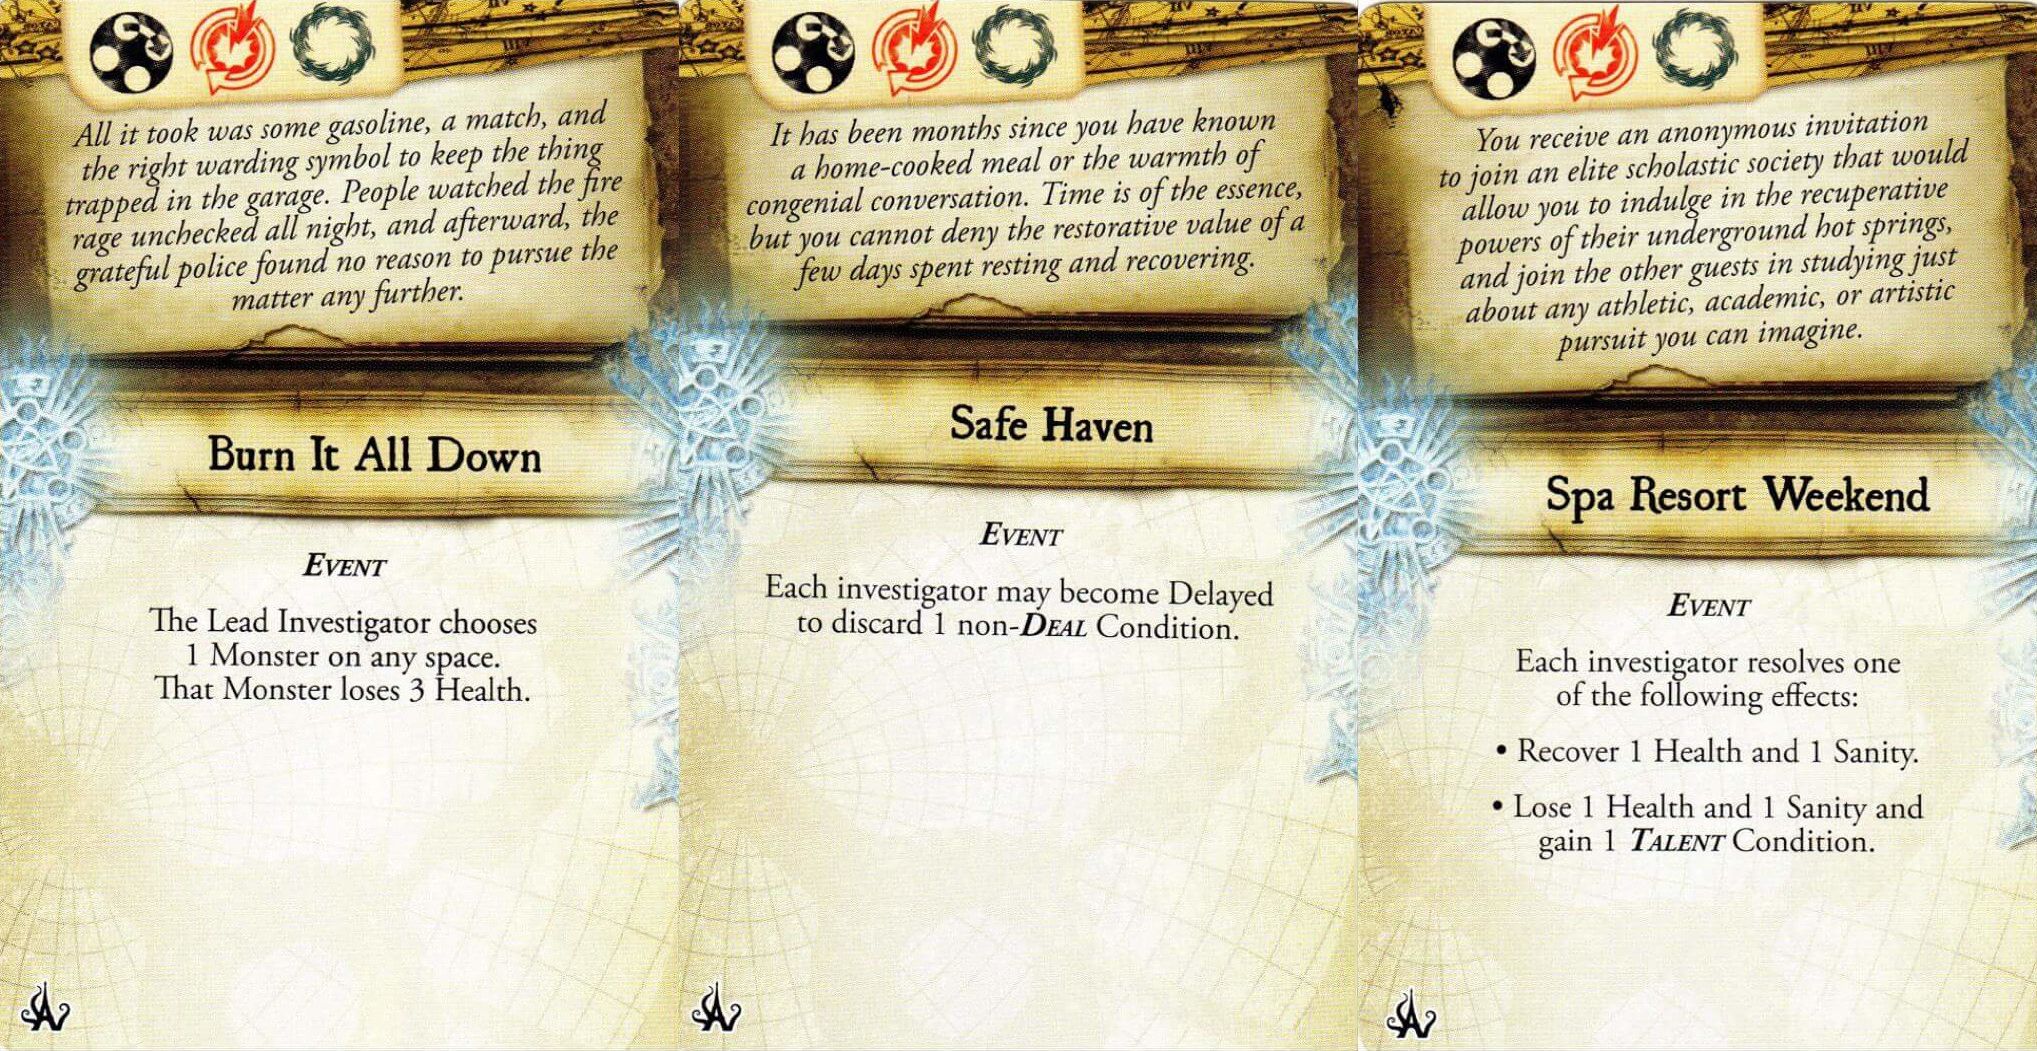 All it took was some gasoline, a match, and
the right warding symbol to keep the thing
trapped in the garage. People watched the fire
rage unchecked all night, and afterward, the
grateful police found no reason to pursue the
matter any further.
Burn It All Down
EVENT
The Lead Investigator chooses
1 Monster on any space.
That Monster loses 3 Health.
It has been months since you have known
a home-cooked meal or the warmth of
congenial conversation. Time is of the essence,
but you cannot deny the restorative value of a
few days spent resting and recovering.
Safe Haven
EVENT
Each investigator may become Delayed
to discard 1 non-DEAL Condition.
You receive an anonymous invitation
to join an elite scholastic society that would
allow you to indulge in the recuperative
powers of their underground hot springs,
and join the other guests in studying just
about any athletic, academic, or artistic
pursuit you can imagine.
Spa Resort Weekend
EVENT
Each investigator resolves one
of the following effects:
• Recover 1 Health and 1 Sanity.
• Lose 1 Health and 1 Sanity and
gain 1 TALENT Condition.